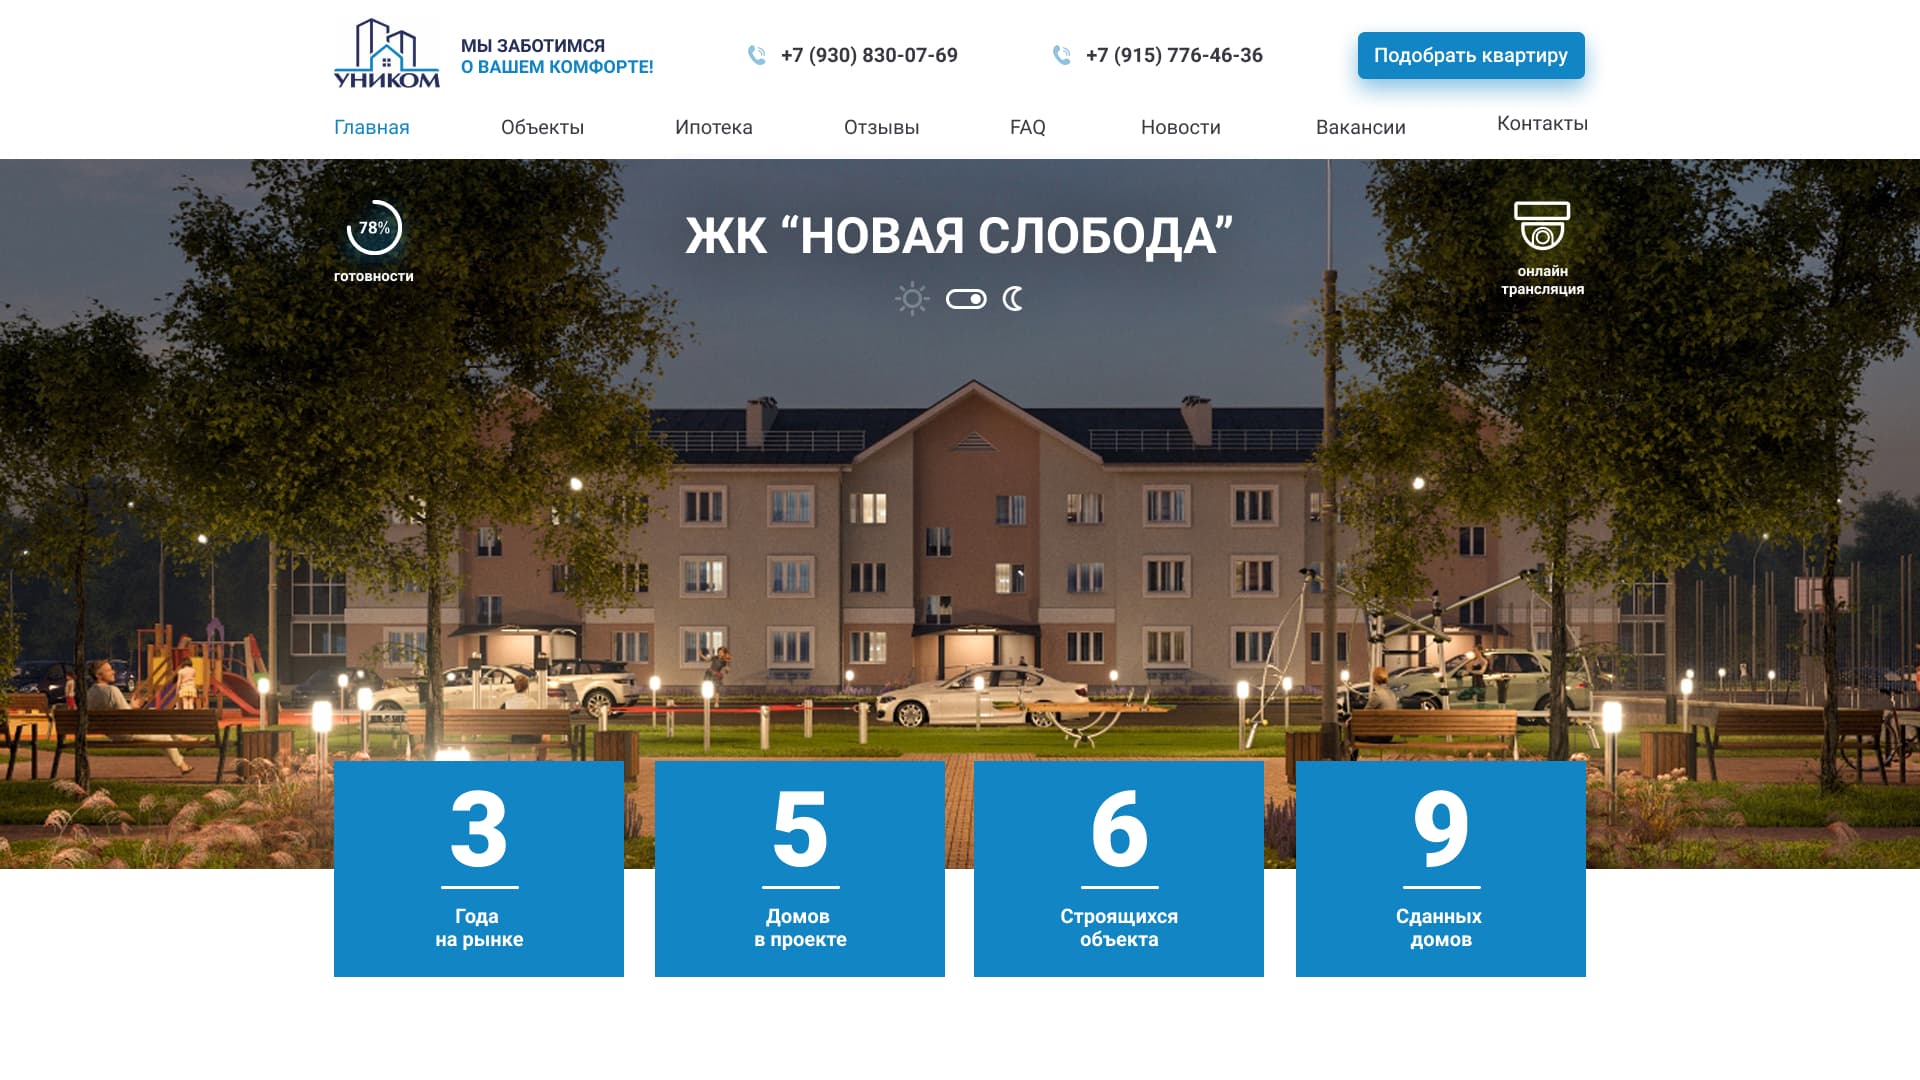 УНИКОМ
МЫ ЗАБОТИМСЯ
О ВАШЕМ КОМФОРТЕ!
+7 (930) 830-07-69
+7 (915) 776-46-36
Подобрать квартиру
Главная
Объекты
Ипотека
Отзывы
FAQ
Новости
Вакансии
Контакты
78%
готовности
ЖК “НОВАЯ СЛОБОДА”
онлайн
трансляция
3
Года
на рынке
5
Домов
в проекте
6
Строящихся
объекта
9
Сданных
домов